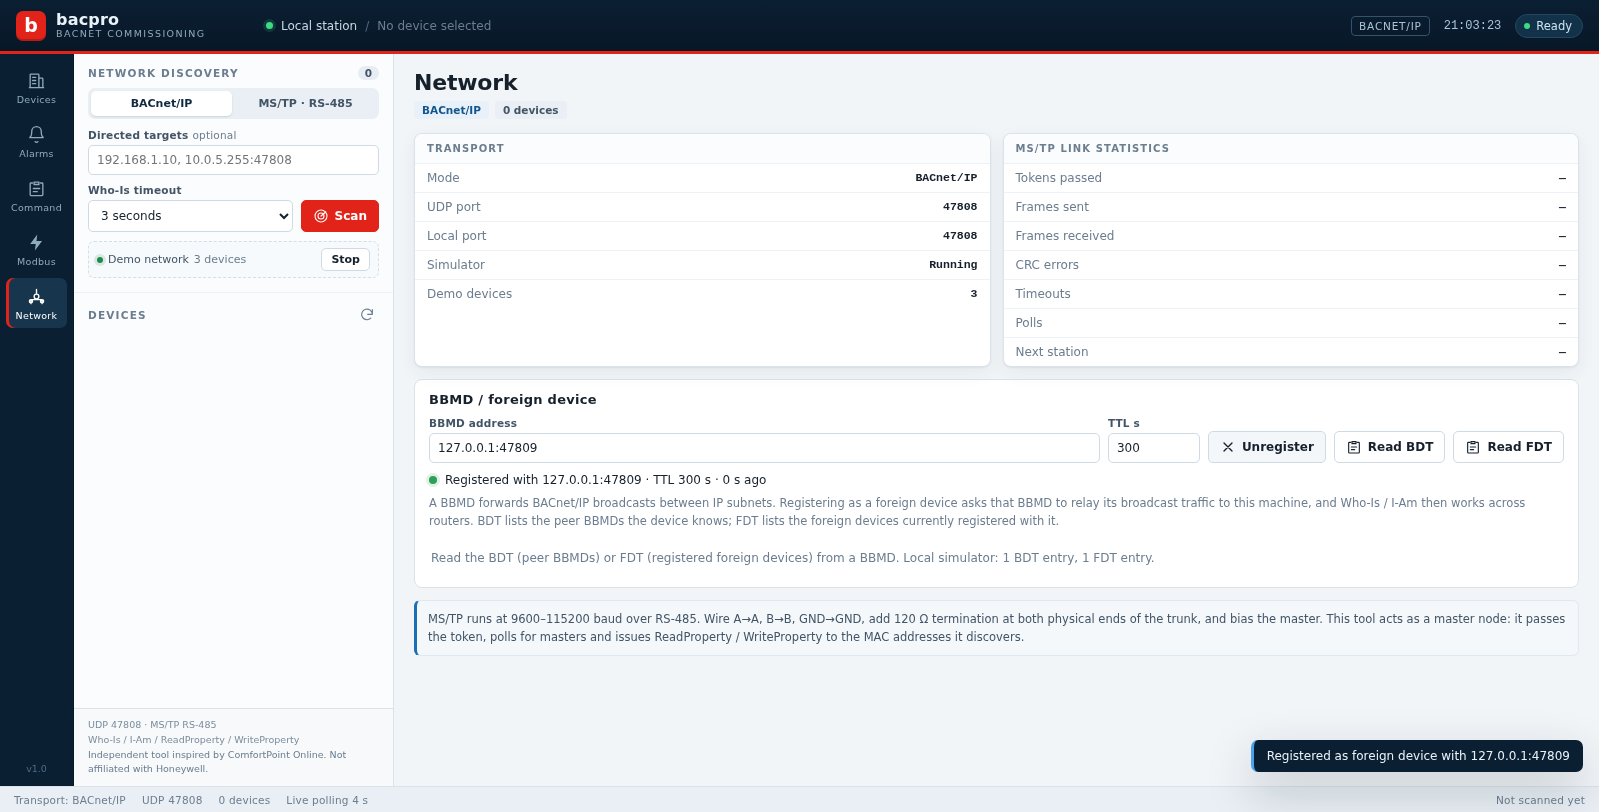 b
bacpro
BACNET COMMISSIONING
Local station / No device selected
BACNET/IP
21:03:23
Ready
Devices
Alarms
Command
Modbus
Network
v1.0
NETWORK DISCOVERY
0
BACnet/IP
MS/TP · RS-485
Directed targets optional
192.168.1.10, 10.0.5.255:47808
Who-Is timeout
3 seconds
Scan
Demo network 3 devices
Stop
DEVICES
UDP 47808 · MS/TP RS-485
Who-Is / I-Am / ReadProperty / WriteProperty
Independent tool inspired by ComfortPoint Online. Not
affiliated with Honeywell.
Network
BACnet/IP
0 devices
TRANSPORT
Mode BACnet/IP
UDP port 47808
Local port 47808
Simulator Running
Demo devices 3
MS/TP LINK STATISTICS
Tokens passed —
Frames sent —
Frames received —
CRC errors —
Timeouts —
Polls —
Next station —
BBMD / foreign device
BBMD address
127.0.0.1:47809
TTL s
300
Unregister
Read BDT
Read FDT
Registered with 127.0.0.1:47809 · TTL 300 s · 0 s ago
A BBMD forwards BACnet/IP broadcasts between IP subnets. Registering as a foreign device asks that BBMD to relay its broadcast traffic to this machine, and Who-Is / I-Am then works across
routers. BDT lists the peer BBMDs the device knows; FDT lists the foreign devices currently registered with it.
Read the BDT (peer BBMDs) or FDT (registered foreign devices) from a BBMD. Local simulator: 1 BDT entry, 1 FDT entry.
MS/TP runs at 9600–115200 baud over RS-485. Wire A→A, B→B, GND→GND, add 120 Ω termination at both physical ends of the trunk, and bias the master. This tool acts as a master node: it passes
the token, polls for masters and issues ReadProperty / WriteProperty to the MAC addresses it discovers.
Registered as foreign device with 127.0.0.1:47809
Transport: BACnet/IP
UDP 47808
0 devices
Live polling 4 s
Not scanned yet